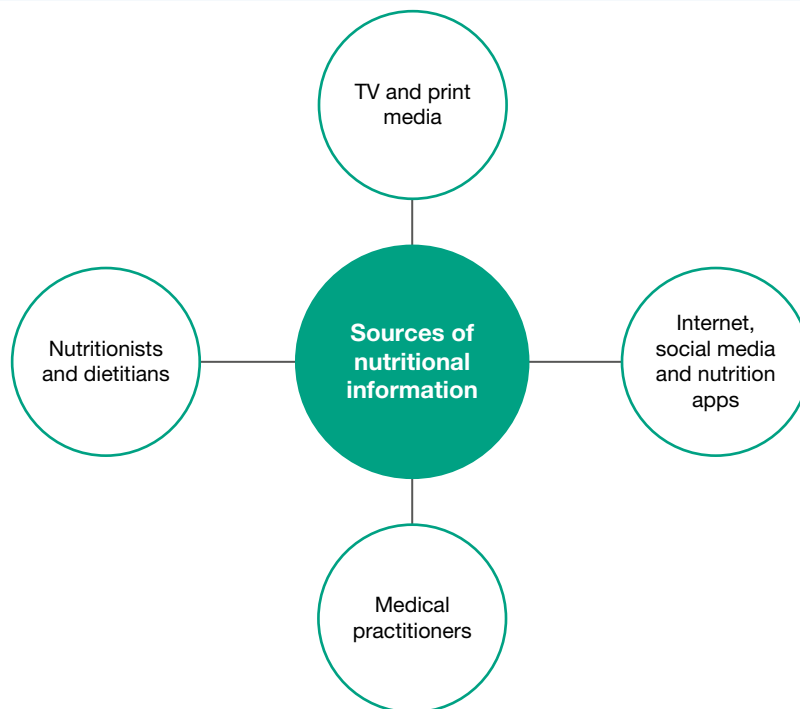 TV and print
media
Nutritionists
and dietitians
Sources of
nutritional
information
Internet,
social media
and nutrition
apps
Medical
practitioners